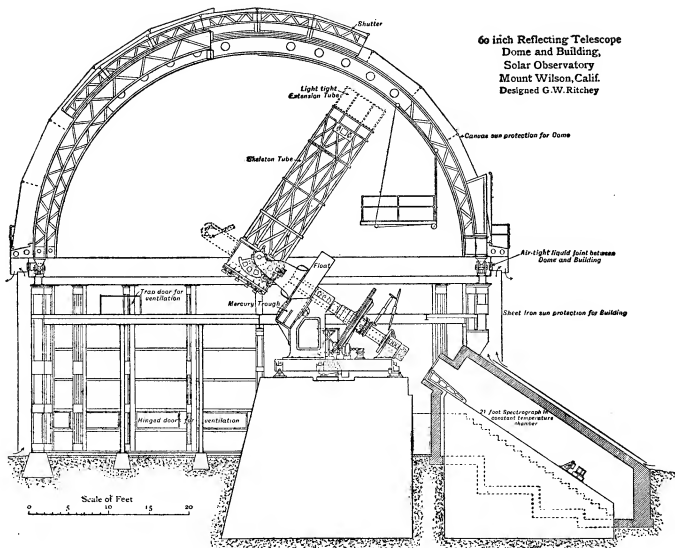 60 inch Reflecting Telescope
Dome and Building,
Solar Observatory
Mount Wilson, Calif.
Designed G.W. Ritchey
Shutter
Light tight
Extension Tube
Canvas sun protection for Dome
Skeleton Tube
Air-tight liquid joint between
Dome and Building
Float
Trap door for
ventilation
Mercury Trough
Sheet Iron sun protection for Building
Hinged doors for ventilation
foot Spectrograph in
constant temperature
chamber
Scale of Feet
0 5 10 15 20